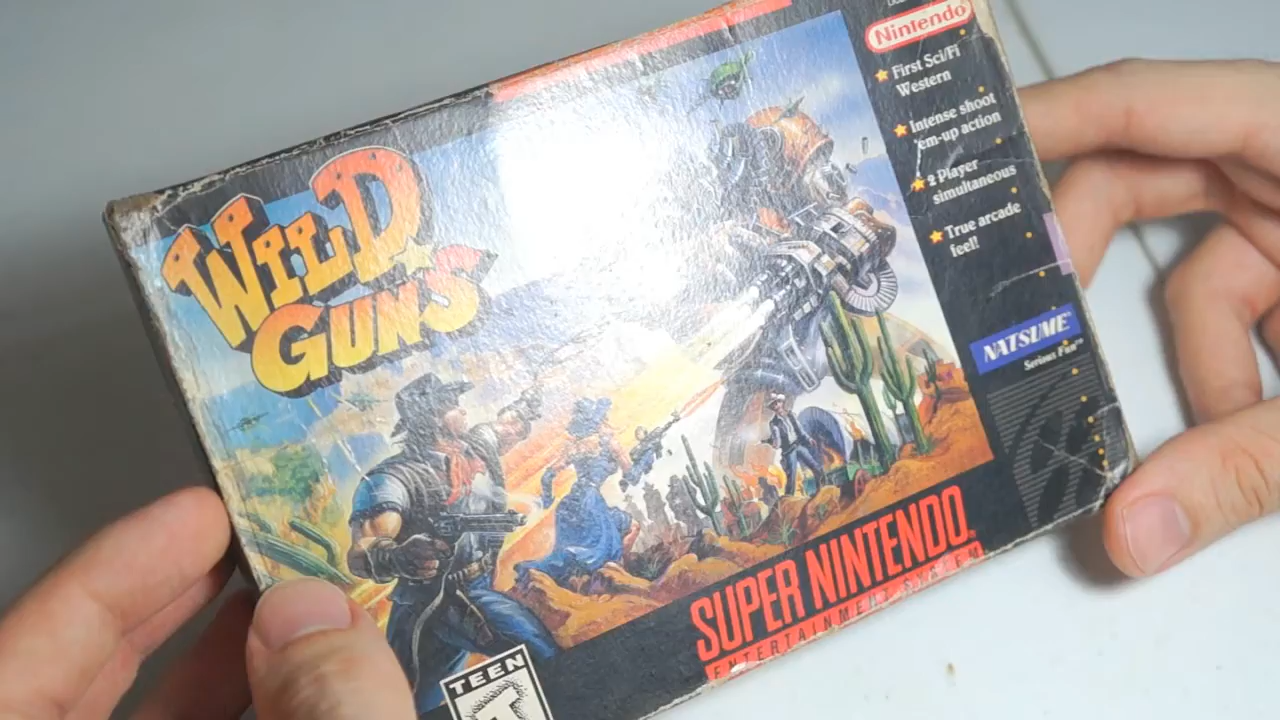 WILD
GUNS
Nintendo
First Sci/Fi
Western
Intense shoot
'em-up action
2 Player
simultaneous
True arcade
feel!
NATSUME
Serious Fun™
SUPER NINTENDO
ENTERTAINMENT SYSTEM
TEEN
T